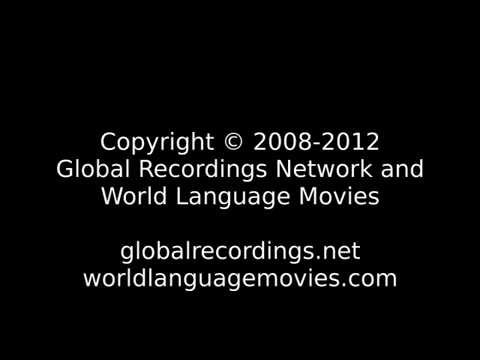 Copyright © 2008-2012
Global Recordings Network and
World Language Movies
globalrecordings.net
worldlanguagemovies.com